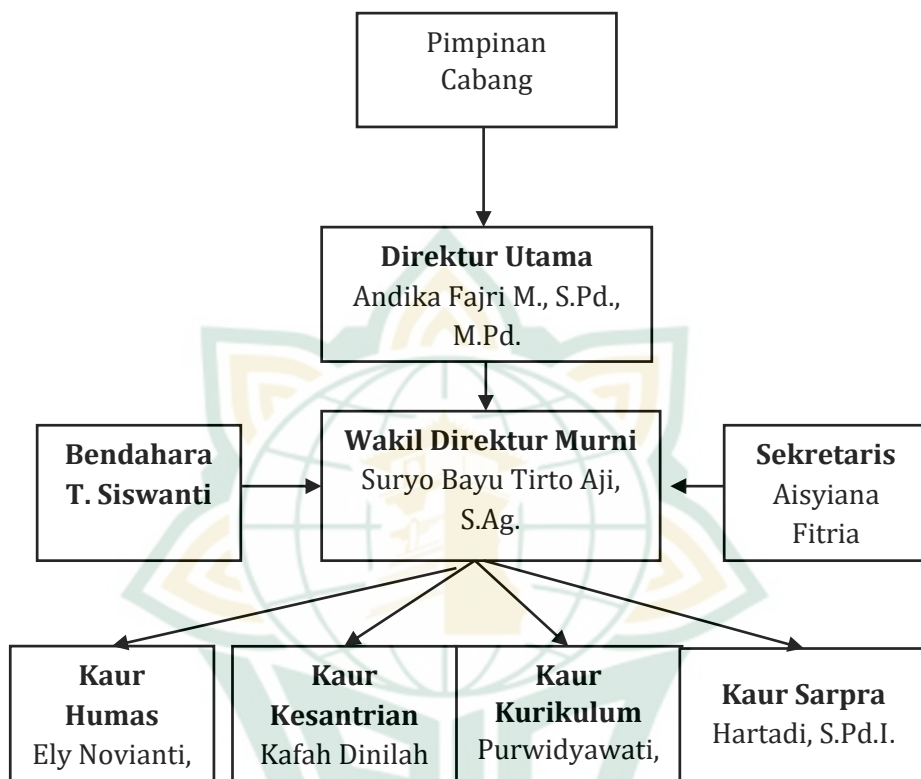 Pimpinan
Cabang
Direktur Utama
Andika Fajri M., S.Pd.,
M.Pd.
Bendahara
T. Siswanti
Wakil Direktur Murni
Suryo Bayu Tirto Aji,
S.Ag.
Sekretaris
Aisyiana
Fitria
Kaur
Humas
Ely Novianti,
Kaur
Kesantrian
Kafah Dinilah
Kaur
Kurikulum
Purwidyawati,
Kaur Sarpra
Hartadi, S.Pd.I.